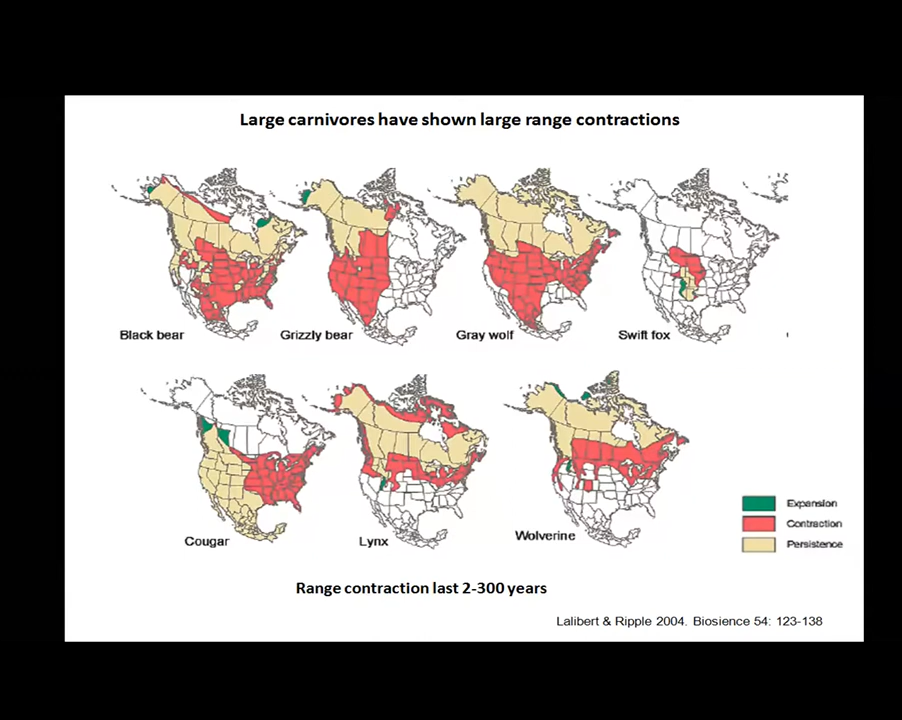 Large carnivores have shown large range contractions
Black bear
Grizzly bear
Gray wolf
Swift fox
Cougar
Lynx
Wolverine
Expansion
Contraction
Persistence
Range contraction last 2-300 years
Lalibert & Ripple 2004. Biosience 54: 123-138